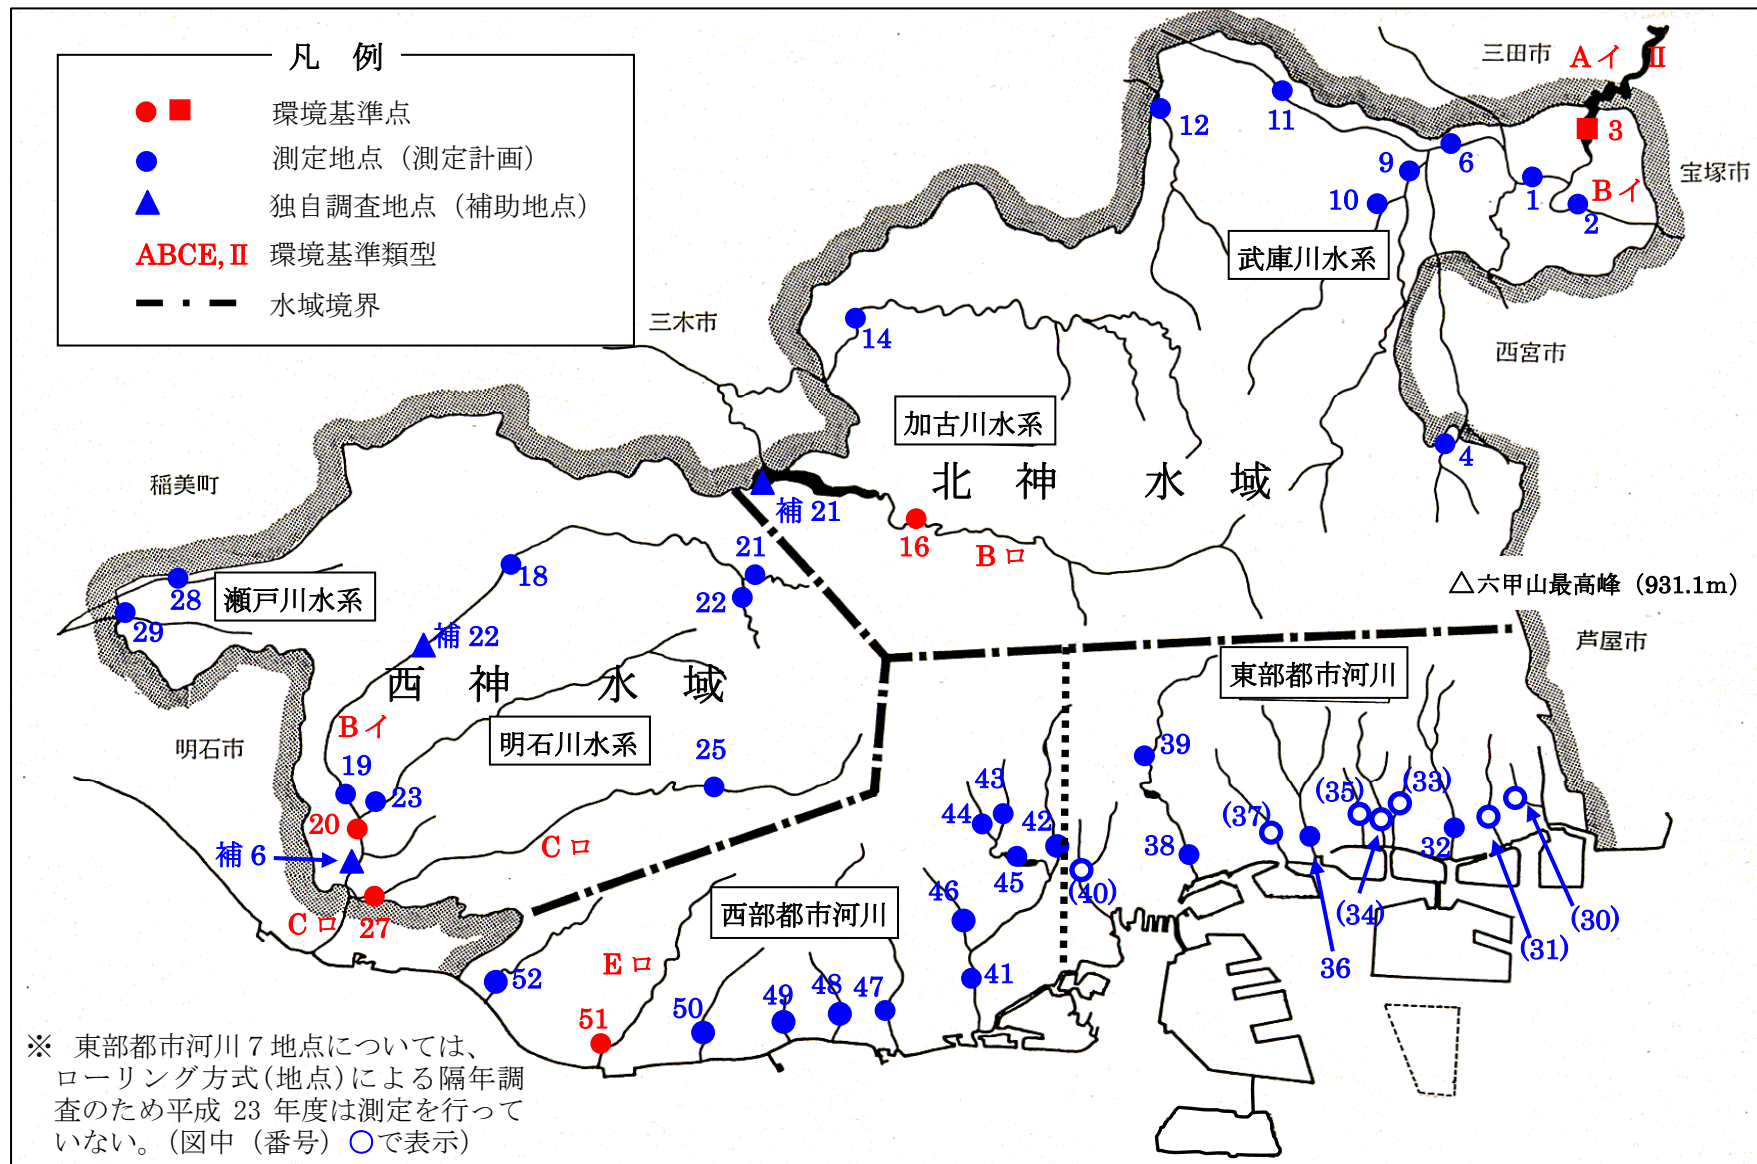 凡 例
環境基準点
測定地点（測定計画）
独自調査地点（補助地点）
ABCE, II 環境基準類型
水域境界
三田市
Aイ II
3
宝塚市
12
11
6
9
10
1
Bイ
2
武庫川水系
三木市
14
西宮市
加古川水系
4
北 神 水 域
稲美町
補 21
16
Bロ
21
18
22
28
瀬戸川水系
29
補 22
△六甲山最高峰（931.1m）
芦屋市
西 神 水 域
東部都市河川
Bイ
明石川水系
明石市
25
39
19
23
43
44
42
(35)
(33)
(37)
20
補 6
Cロ
38
32
45
46
(40)
(34)
(30)
(31)
36
西部都市河川
Cロ
27
Eロ
52
41
51
50
49
48
47
※ 東部都市河川７地点については、
ローリング方式(地点)による隔年調
査のため平成 23 年度は測定を行って
いない。(図中（番号）○で表示)